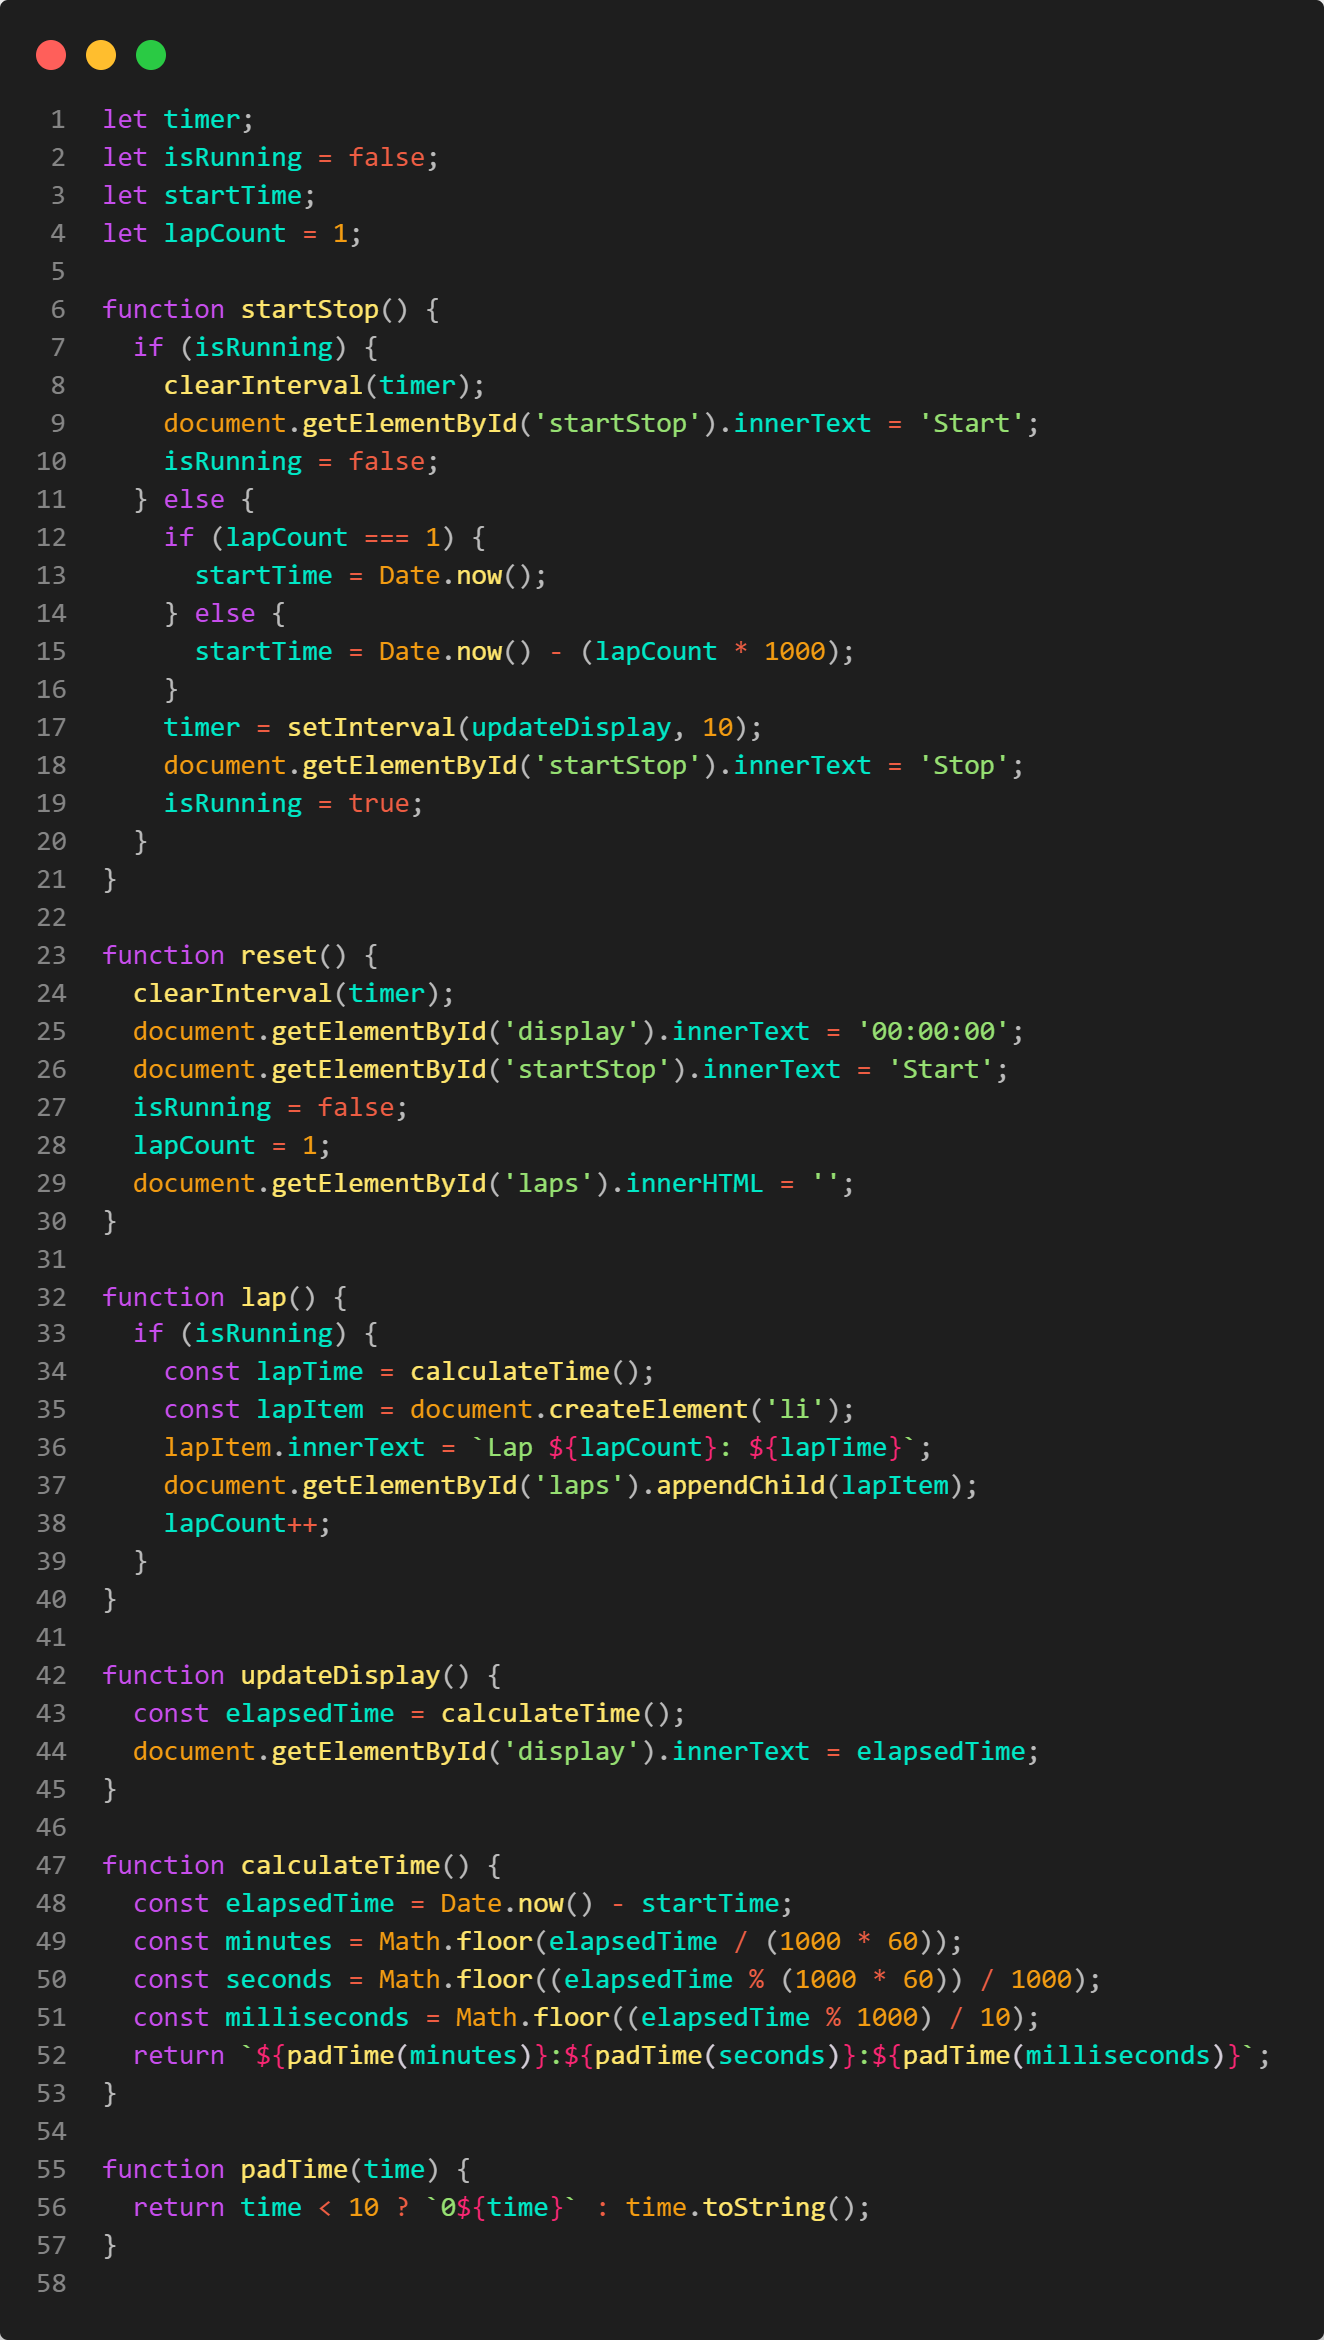 1 let timer;
2 let isRunning = false;
3 let startTime;
4 let lapCount = 1;
5
6 function startStop() {
7   if (isRunning) {
8     clearInterval(timer);
9     document.getElementById('startStop').innerText = 'Start';
10     isRunning = false;
11   } else {
12     if (lapCount === 1) {
13       startTime = Date.now();
14     } else {
15       startTime = Date.now() - (lapCount * 1000);
16     }
17     timer = setInterval(updateDisplay, 10);
18     document.getElementById('startStop').innerText = 'Stop';
19     isRunning = true;
20   }
21 }
22
23 function reset() {
24   clearInterval(timer);
25   document.getElementById('display').innerText = '00:00:00';
26   document.getElementById('startStop').innerText = 'Start';
27   isRunning = false;
28   lapCount = 1;
29   document.getElementById('laps').innerHTML = '';
30 }
31
32 function lap() {
33   if (isRunning) {
34     const lapTime = calculateTime();
35     const lapItem = document.createElement('li');
36     lapItem.innerText = `Lap ${lapCount}: ${lapTime}`;
37     document.getElementById('laps').appendChild(lapItem);
38     lapCount++;
39   }
40 }
41
42 function updateDisplay() {
43   const elapsedTime = calculateTime();
44   document.getElementById('display').innerText = elapsedTime;
45 }
46
47 function calculateTime() {
48   const elapsedTime = Date.now() - startTime;
49   const minutes = Math.floor(elapsedTime / (1000 * 60));
50   const seconds = Math.floor((elapsedTime % (1000 * 60)) / 1000);
51   const milliseconds = Math.floor((elapsedTime % 1000) / 10);
52   return `${padTime(minutes)}:${padTime(seconds)}:${padTime(milliseconds)}`;
53 }
54
55 function padTime(time) {
56   return time < 10 ? `0${time}` : time.toString();
57 }
58